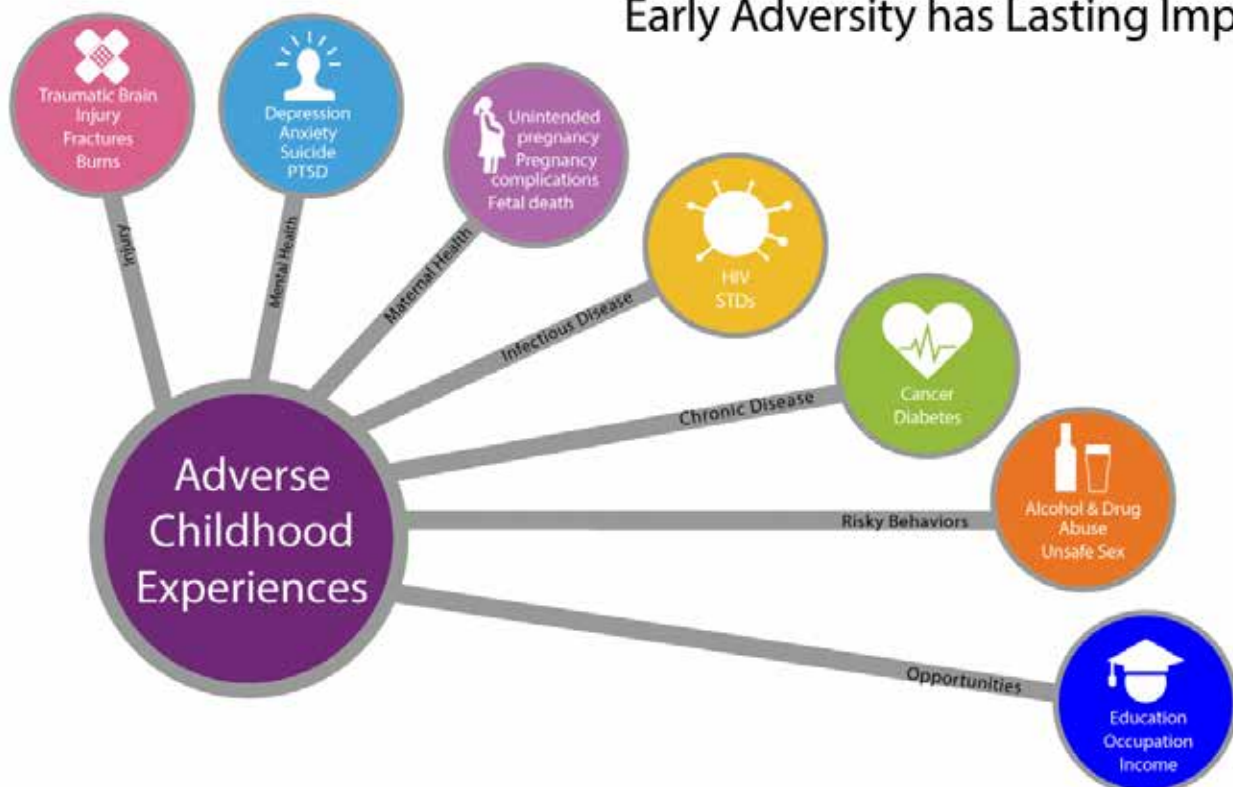 Early Adversity has Lasting Imp
Traumatic Brain
Injury
Fractures
Burns
Depression
Anxiety
Suicide
PTSD
Unintended
pregnancy
Pregnancy
complications
Fetal death
HIV
STDs
Cancer
Diabetes
Alcohol & Drug
Abuse
Unsafe Sex
Education
Occupation
Income
Injury
Mental Health
Maternal Health
Infectious Disease
Chronic Disease
Risky Behaviors
Opportunities
Adverse
Childhood
Experiences